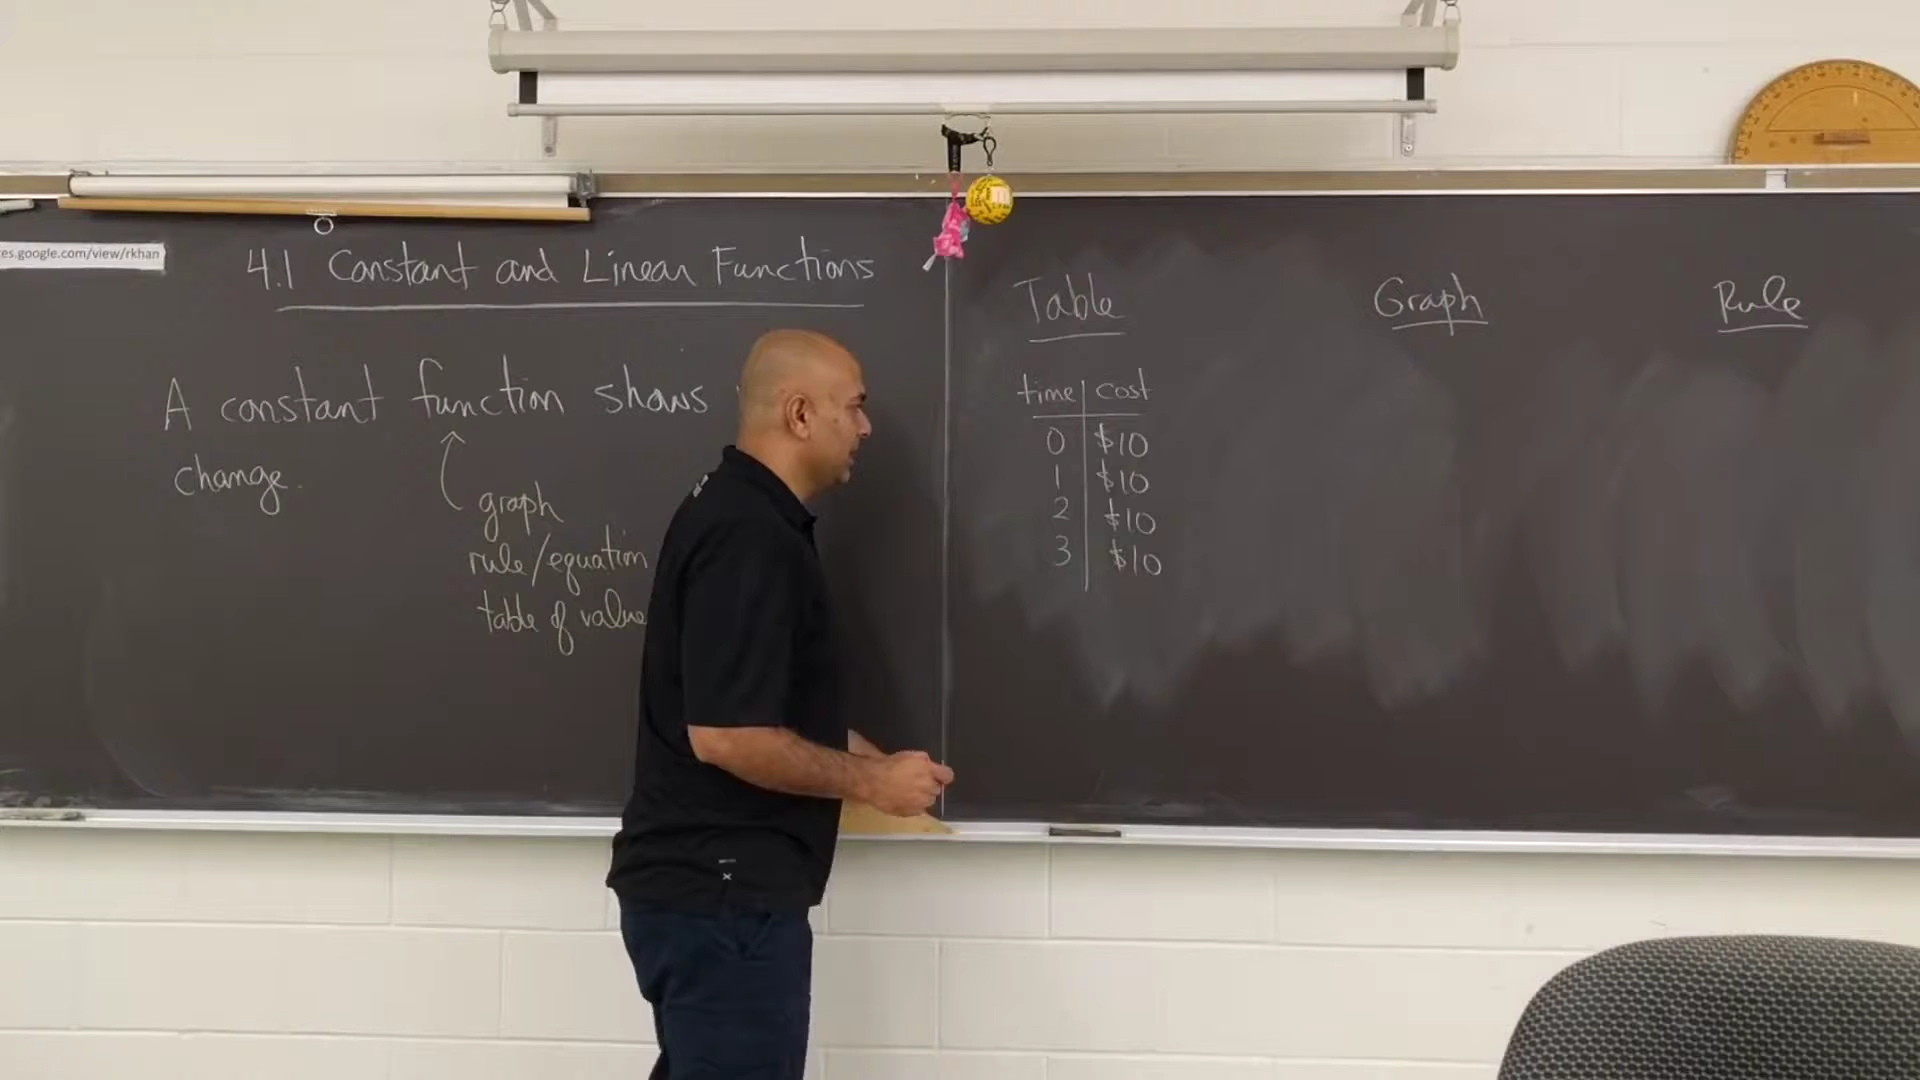 es.google.com/view/rkhan
4.1 Constant and Linear Functions
A constant function shows
change.
graph
rule/equation
table of value
Table
time cost
0 $10
1 $10
2 $10
3 $10
Graph
Rule